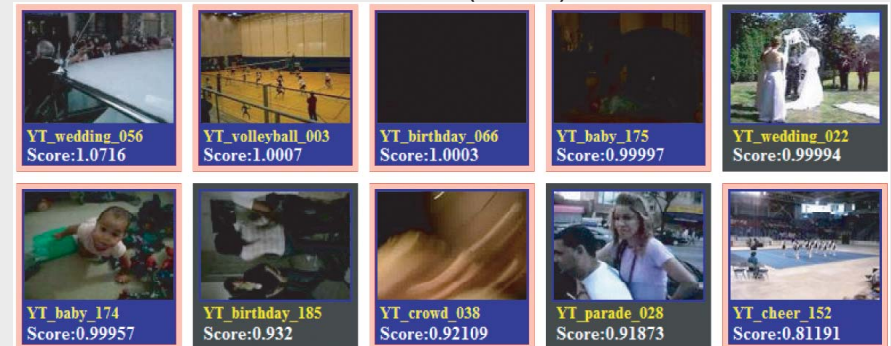 YT_wedding_056
Score:1.0716
YT_volleyball_003
Score:1.0007
YT_birthday_066
Score:1.0003
YT_baby_175
Score:0.99997
YT_wedding_022
Score:0.99994
YT_baby_174
Score:0.99957
YT_birthday_185
Score:0.932
YT_crowd_038
Score:0.92109
YT_parade_028
Score:0.91873
YT_cheer_152
Score:0.81191